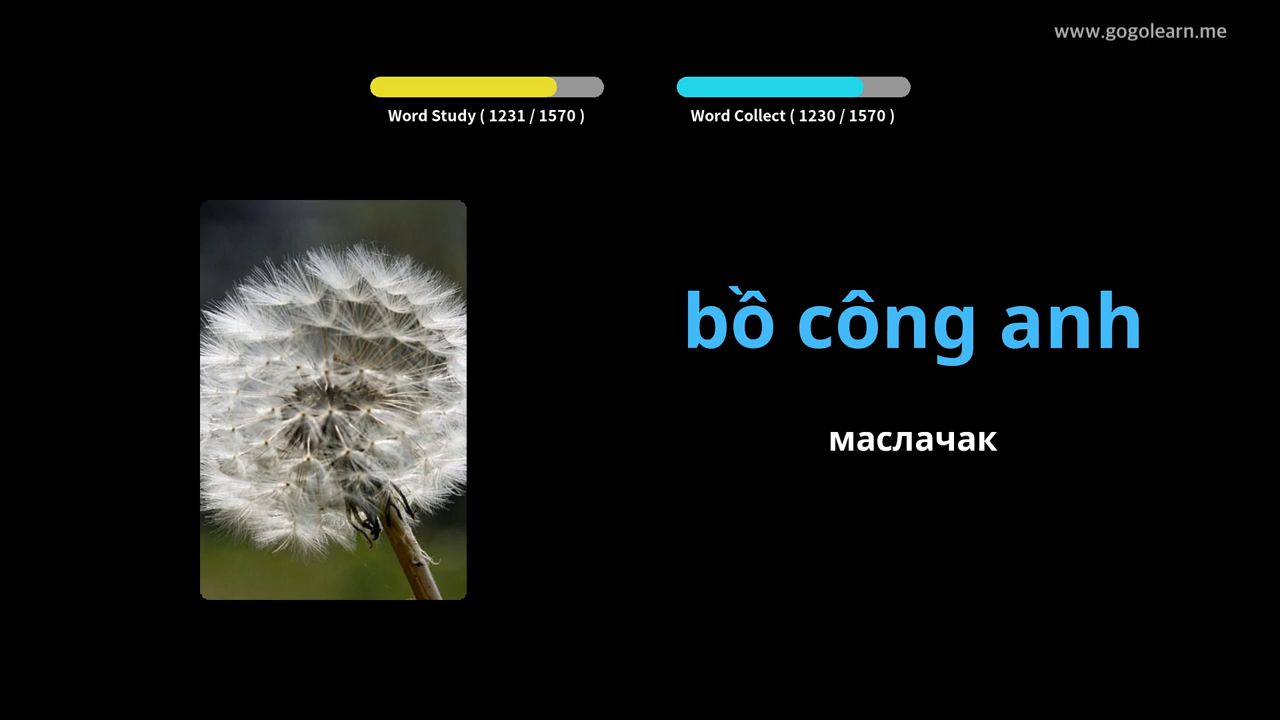 www.gogolearn.me
Word Study ( 1231 / 1570 )
Word Collect ( 1230 / 1570 )
bồ công anh
маслачак